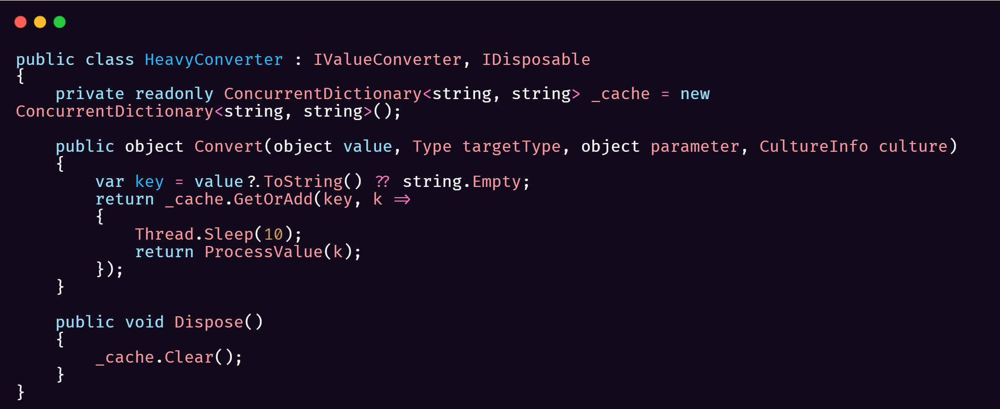 public class HeavyConverter : IValueConverter, IDisposable
{
    private readonly ConcurrentDictionary<string, string> _cache = new
ConcurrentDictionary<string, string>();

    public object Convert(object value, Type targetType, object parameter, CultureInfo culture)
    {
        var key = value?.ToString() ?? string.Empty;
        return _cache.GetOrAdd(key, k =>
        {
            Thread.Sleep(10);
            return ProcessValue(k);
        });
    }

    public void Dispose()
    {
        _cache.Clear();
    }
}